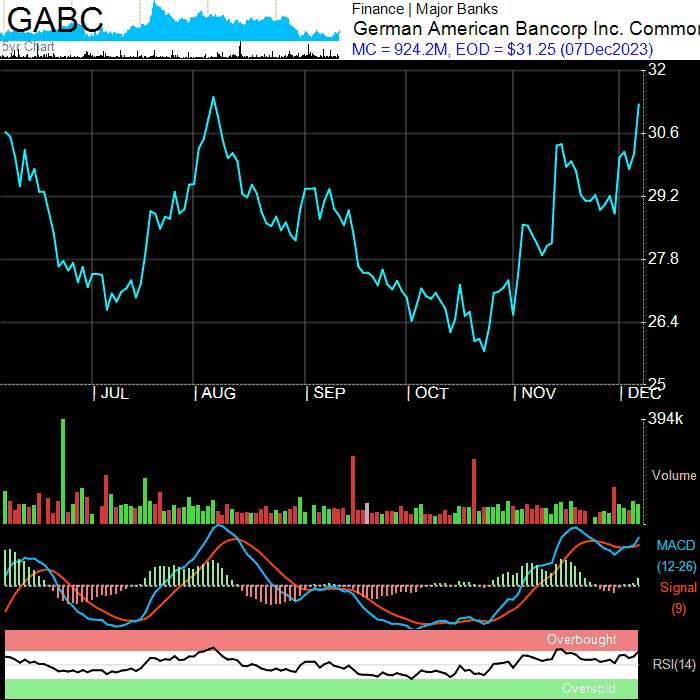 GABC
5yr Chart
Finance | Major Banks
German American Bancorp Inc. Common
MC = 924.2M, EOD = $31.25 (07Dec2023)
32
30.6
29.2
27.8
26.4
25
JUL AUG SEP OCT NOV DEC
394k
Volume
MACD
(12-26)
Signal
(9)
Overbought
RSI(14)
Oversold